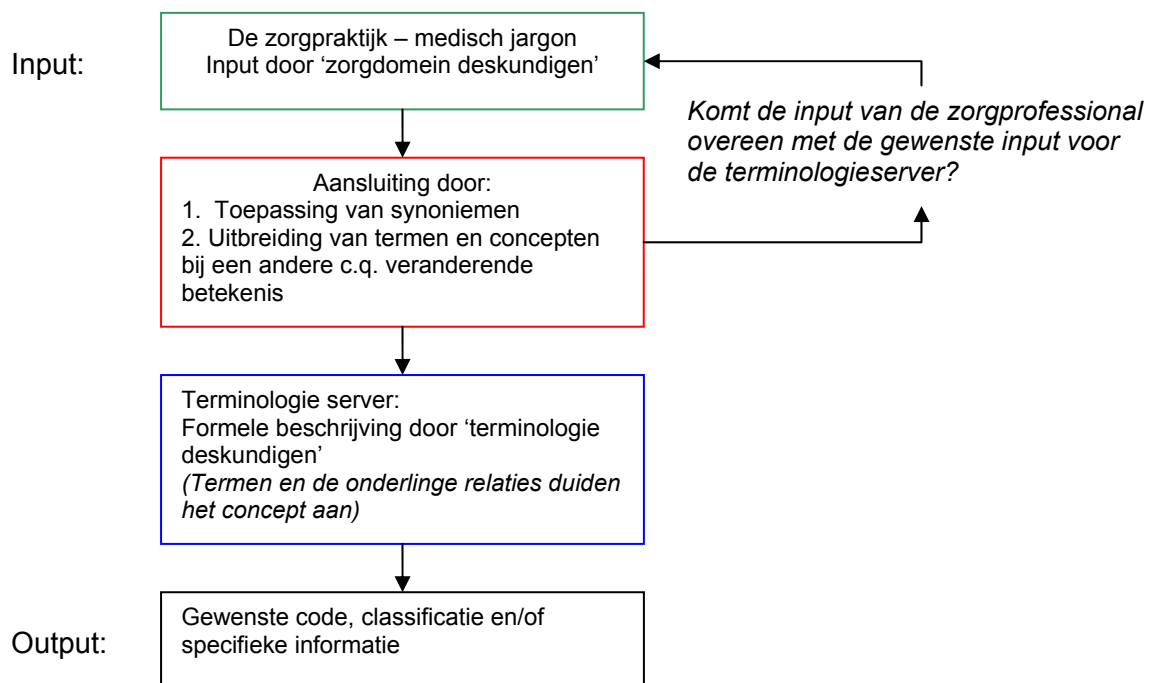 Input:
De zorgpraktijk – medisch jargon
Input door ‘zorgdomein deskundigen’
Komt de input van de zorgprofessional
overeen met de gewenste input voor
de terminologieserver?
Aansluiting door:
1. Toepassing van synoniemen
2. Uitbreiding van termen en concepten
bij een andere c.q. veranderende
betekenis
Terminologie server:
Formele beschrijving door ‘terminologie
deskundigen’
(Termen en de onderlinge relaties duiden
het concept aan)
Output:
Gewenste code, classificatie en/of
specifieke informatie